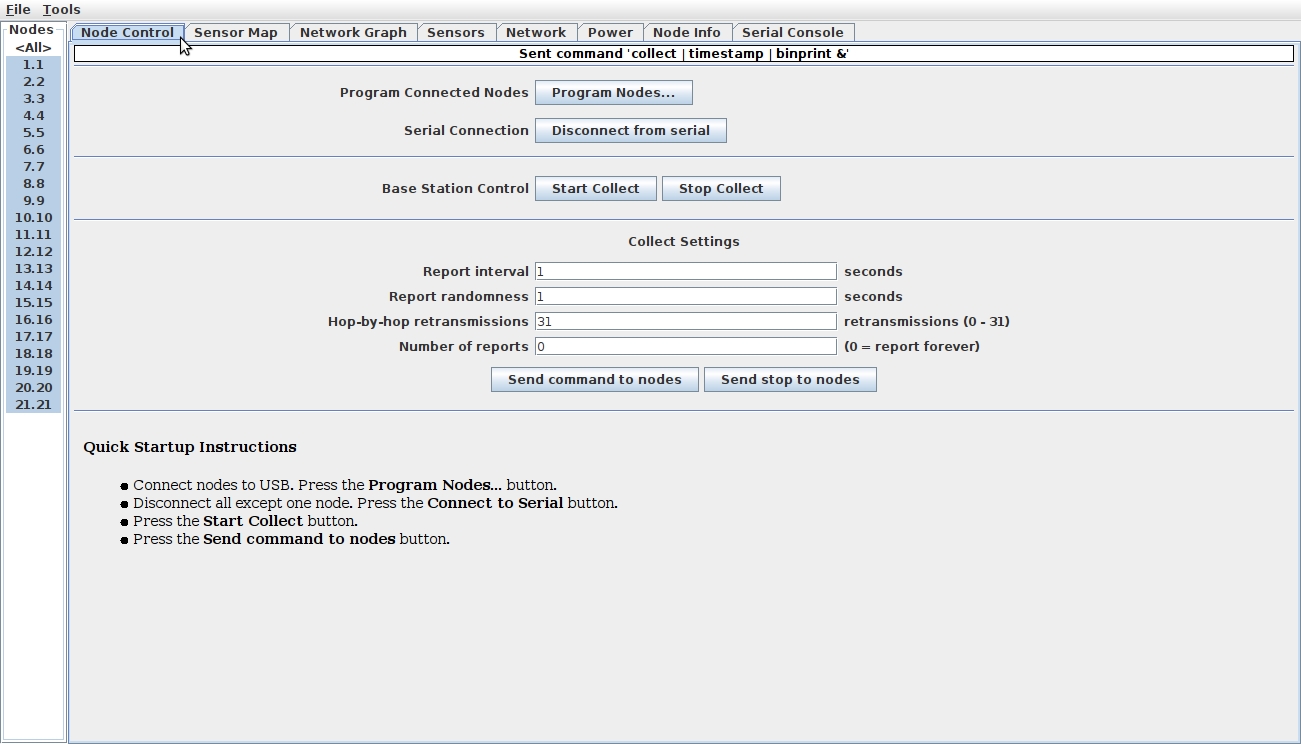 File Tools
Nodes
<All>
1.1
2.2
3.3
4.4
5.5
6.6
7.7
8.8
9.9
10.10
11.11
12.12
13.13
14.14
15.15
16.16
17.17
18.18
19.19
20.20
21.21
Node Control Sensor Map Network Graph Sensors Network Power Node Info Serial Console
Sent command 'collect | timestamp | binprint &'
Program Connected Nodes Program Nodes...
Serial Connection Disconnect from serial
Base Station Control Start Collect Stop Collect
Collect Settings
Report interval 1 seconds
Report randomness 1 seconds
Hop-by-hop retransmissions 31 retransmissions (0 - 31)
Number of reports 0 (0 = report forever)
Send command to nodes Send stop to nodes
Quick Startup Instructions
● Connect nodes to USB. Press the Program Nodes... button.
● Disconnect all except one node. Press the Connect to Serial button.
● Press the Start Collect button.
● Press the Send command to nodes button.